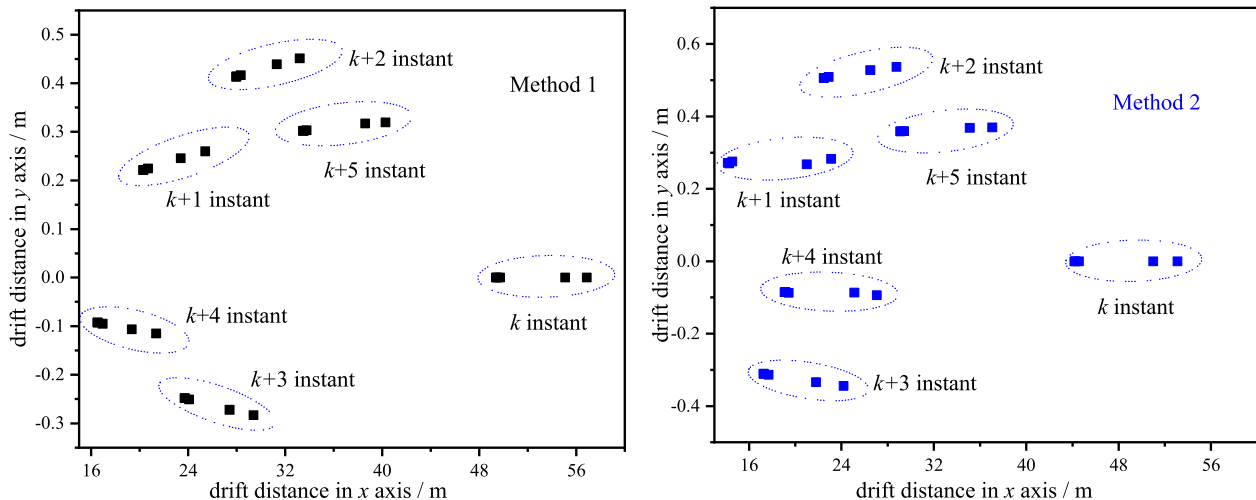 0.5
0.4
0.3
0.2
0.1
0.0
-0.1
-0.2
-0.3
drift distance in y axis / m
k+2 instant
Method 1
k+5 instant
k+1 instant
k instant
k+4 instant
k+3 instant
16 24 32 40 48 56
drift distance in x axis / m
0.6
0.4
0.2
0.0
-0.2
-0.4
drift distance in y axis / m
k+2 instant
Method 2
k+5 instant
k+1 instant
k+4 instant
k instant
k+3 instant
16 24 32 40 48 56
drift distance in x axis / m